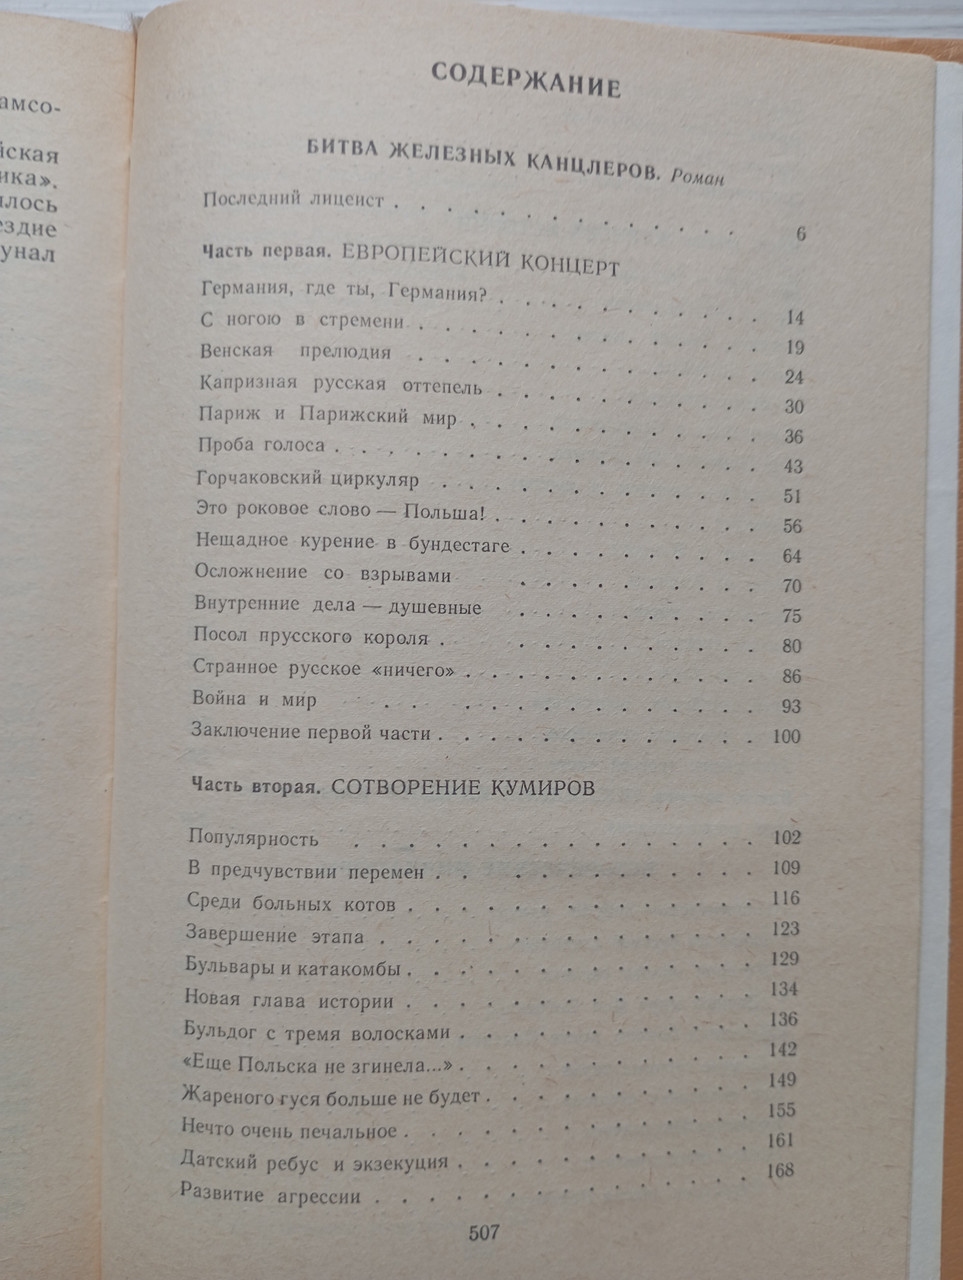 амсо-
йская
ика».
илось
ездие
унал
СОДЕРЖАНИЕ
БИТВА ЖЕЛЕЗНЫХ КАНЦЛЕРОВ. Роман
Последний лицеист . . . . . . . . . . . . . 6
Часть первая. ЕВРОПЕЙСКИЙ КОНЦЕРТ
Германия, где ты, Германия? . . . . . . . . . . 14
С ногою в стремени . . . . . . . . . . . . . 19
Венская прелюдия . . . . . . . . . . . . . 24
Капризная русская оттепель . . . . . . . . . . 30
Париж и Парижский мир . . . . . . . . . . . 36
Проба голоса . . . . . . . . . . . . . . . 43
Горчаковский циркуляр . . . . . . . . . . . . 51
Это роковое слово — Польша! . . . . . . . . . . 56
Нещадное курение в бундестаге . . . . . . . . . 64
Осложнение со взрывами . . . . . . . . . 70
Внутренние дела — душевные . . . . . . . . . 75
Посол прусского короля . . . . . . . . . . 80
Странное русское «ничего» . . . . . . . . . . . 86
Война и мир . . . . . . . . . . . . . 93
Заключение первой части . . . . . . . . . . . . 100
Часть вторая. СОТВОРЕНИЕ КУМИРОВ
Популярность . . . . . . . . . . . . . . . 102
В предчувствии перемен . . . . . . . . . . . 109
Среди больных котов . . . . . . . . . . . . . 116
Завершение этапа . . . . . . . . . . . . . . 123
Бульвары и катакомбы . . . . . . . . . . . . . 129
Новая глава истории . . . . . . . . . . . . . 134
Бульдог с тремя волосками . . . . . . . . . . . 136
«Еще Польска не згинела...» . . . . . . . . . . . 142
Жареного гуся больше не будет . . . . . . . . . . 149
Нечто очень печальное . . . . . . . . . . . . . 155
Датский ребус и экзекуция . . . . . . . . . . . 161
Развитие агрессии . . . . . . . . . . . . . . 168
507